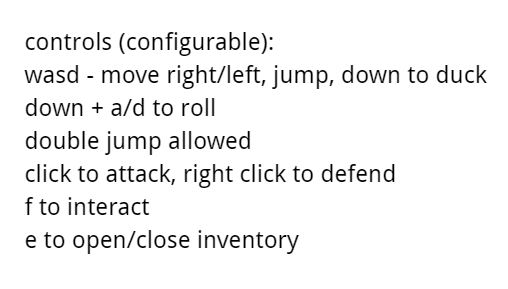 controls (configurable):
wasd - move right/left, jump, down to duck
down + a/d to roll
double jump allowed
click to attack, right click to defend
f to interact
e to open/close inventory